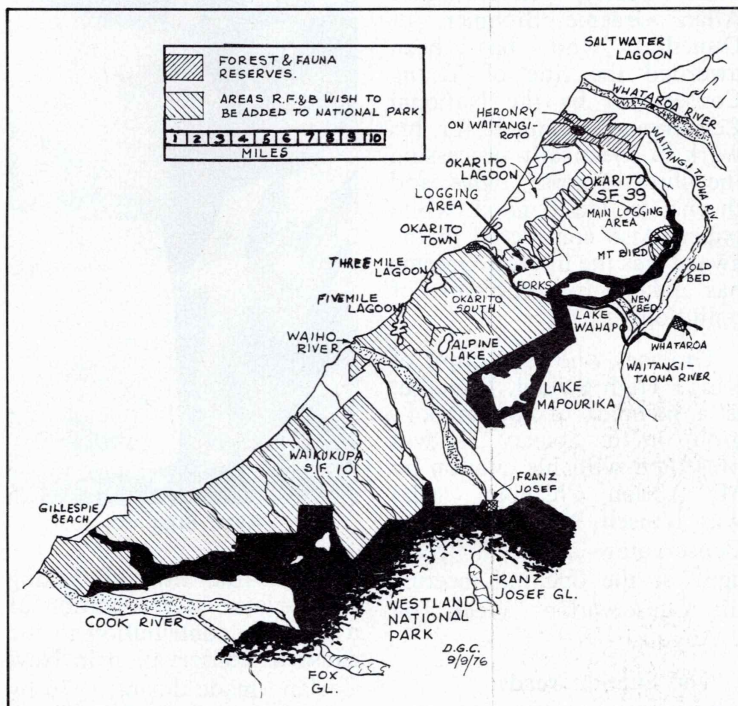 FOREST & FAUNA
RESERVES.
AREAS R.F.&B WISH TO
BE ADDED TO NATIONAL PARK.
1 2 3 4 5 6 7 8 9 10
MILES
SALTWATER
LAGOON
WHATAROA RIVER
HERONRY
ON WAITANGI-
ROTO
WAITANGI TAONA RIV.
OKARITO
LAGOON
OKARITO
SF 39
LOGGING
AREA
MAIN LOGGING
AREA
OKARITO
TOWN
MT BIRD
THREE MILE
LAGOON
FORKS
OLD
BED
FIVEMILE
LAGOON
OKARITO
SOUTH
NEW
BED
LAKE
WAHAPO
WHATAROA
WAIHO
RIVER
ALPINE
LAKE
WAITANGI-
TAONA RIVER
LAKE
MAPOURIKA
WAIKUKUPA
S.F. 10
FRANZ
JOSEF
GILLESPIE
BEACH
FRANZ
JOSEF GL.
COOK RIVER
WESTLAND
NATIONAL
PARK
D.G.C.
9/9/76
FOX
GL.